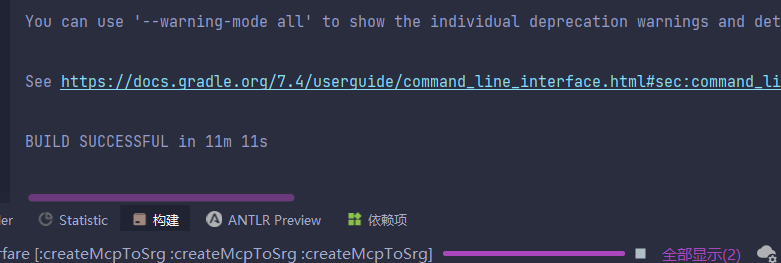 You can use '--warning-mode all' to show the individual deprecation warnings and det
See https://docs.gradle.org/7.4/userguide/command_line_interface.html#sec:command_li
BUILD SUCCESSFUL in 11m 11s
der Statistic 构建 ANTLR Preview 依赖项
rfare [:createMcpToSrg :createMcpToSrg :createMcpToSrg] 全部显示(2)